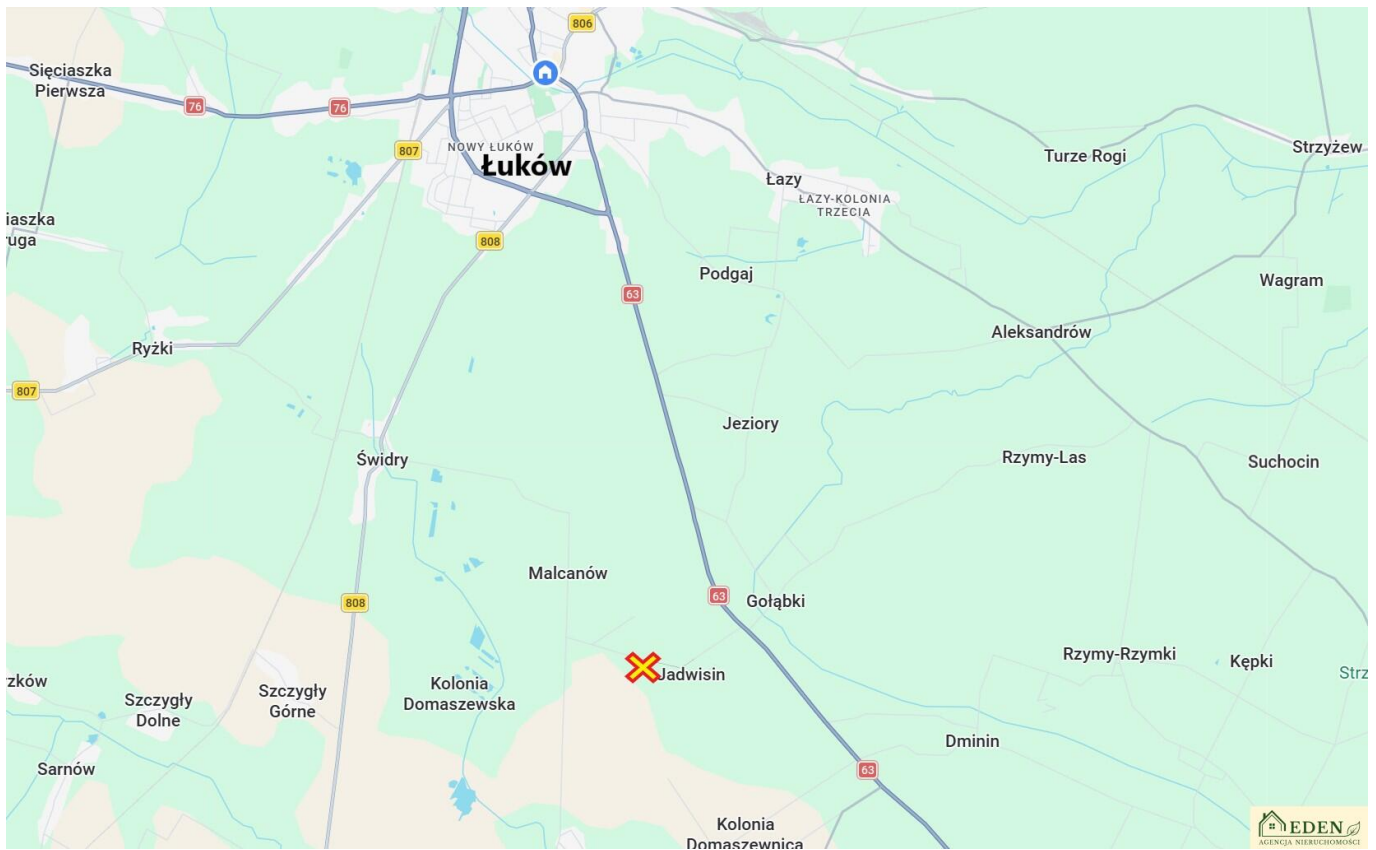 806
Sięciaszka
Pierwsza
76
76
NOWY ŁUKÓW
Łuków
807
Turze Rogi
Strzyżew
Łazy
ŁAZY-KOLONIA
TRZECIA
iaszka
ruga
808
Podgaj
63
Wagram
Aleksandrów
Ryżki
807
Jeziory
Świdry
Rzymy-Las
Suchocin
Malcanów
808
63
Gołąbki
Jadwisin
Rzymy-Rzymki
Kępki
Strz
zków
Szczygły
Dolne
Szczygły
Górne
Kolonia
Domaszewska
Dminin
Sarnów
63
Kolonia
Domaszewnica
EDEN
AGENCJA NIERUCHOMOŚCI